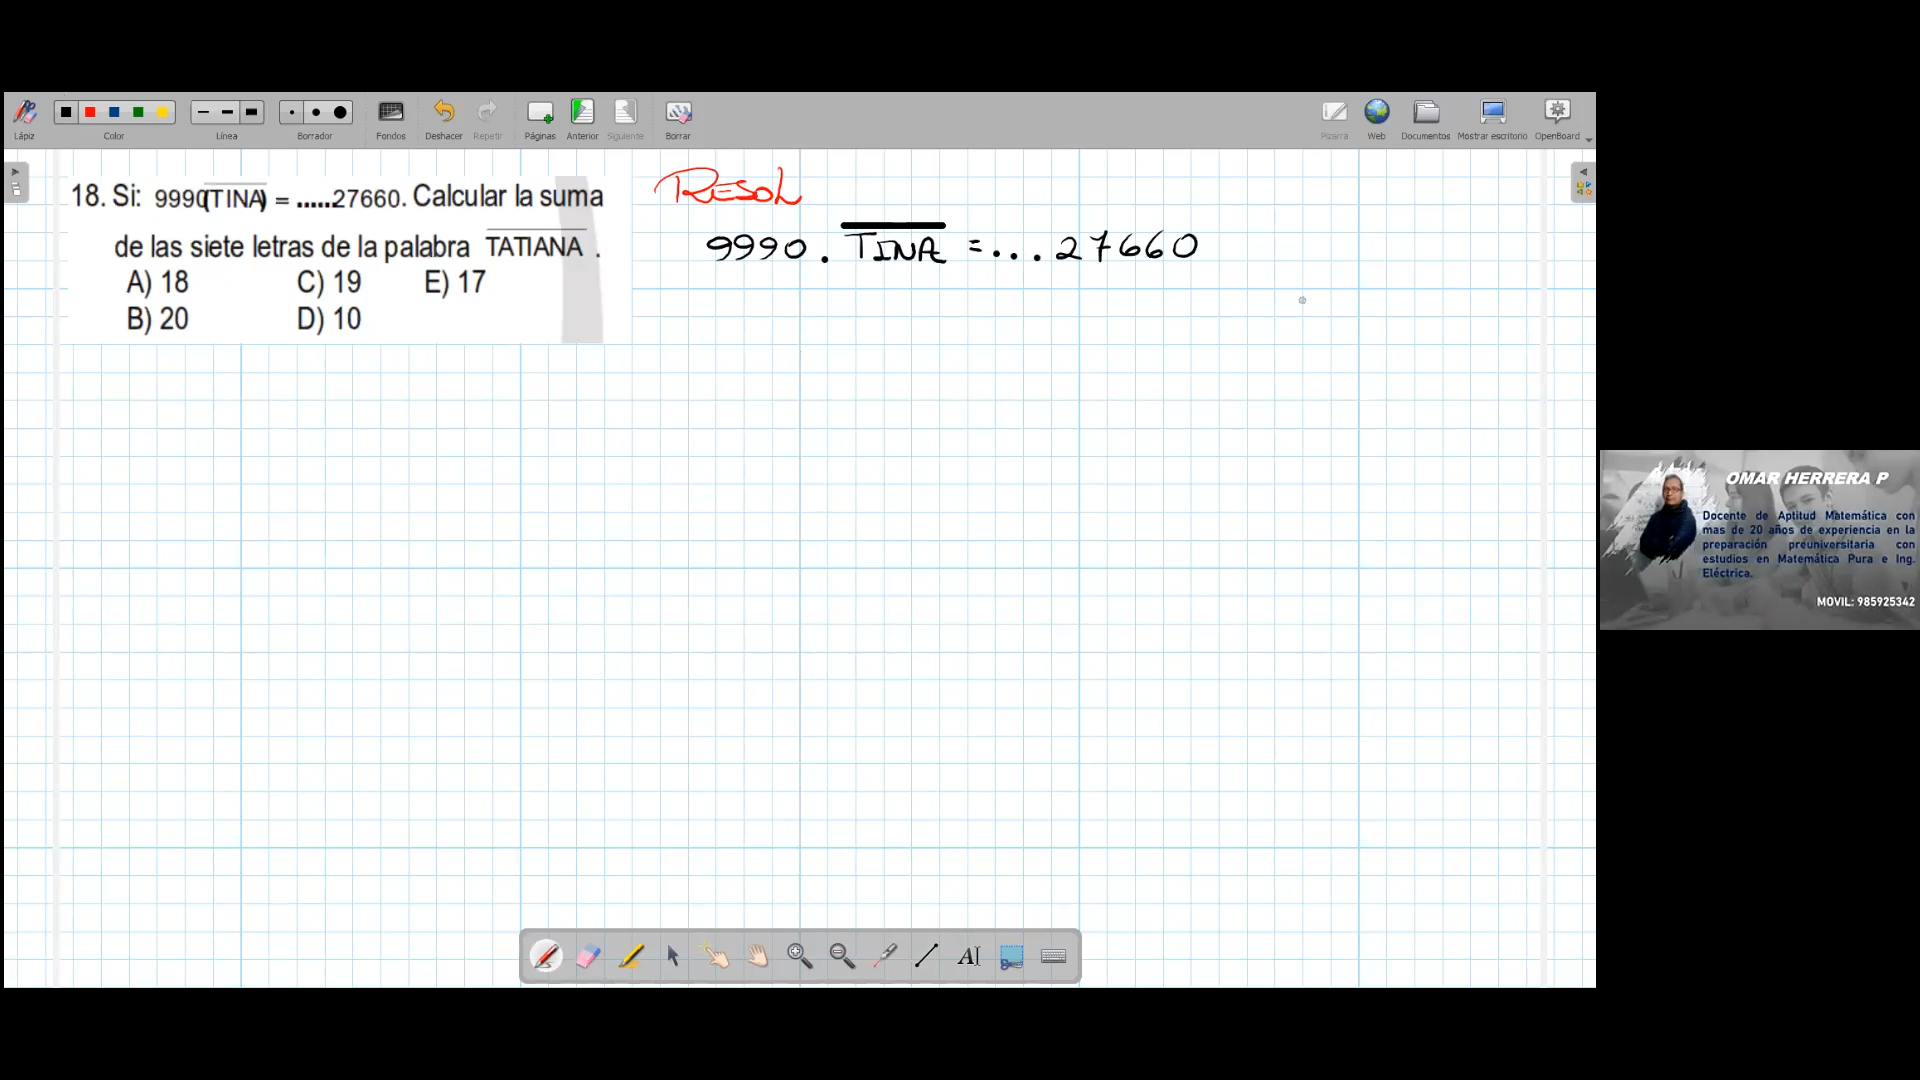 Lápiz
Color
Línea
Borrador
Fondos
Deshacer
Repetir
Páginas
Anterior
Siguiente
Borrar
Pizarra
Web
Documentos
Mostrar escritorio
OpenBoard
18. Si: 9990(TINA) = ......27660. Calcular la suma
de las siete letras de la palabra TATIANA .
A) 18 C) 19 E) 17
B) 20 D) 10
RESOL
9990 . TINA = ... 27660
OMAR HERRERA P
Docente de Aptitud Matemática con
mas de 20 años de experiencia en la
preparación preuniversitaria con
estudios en Matemática Pura e Ing.
Eléctrica.
MOVIL: 985925342